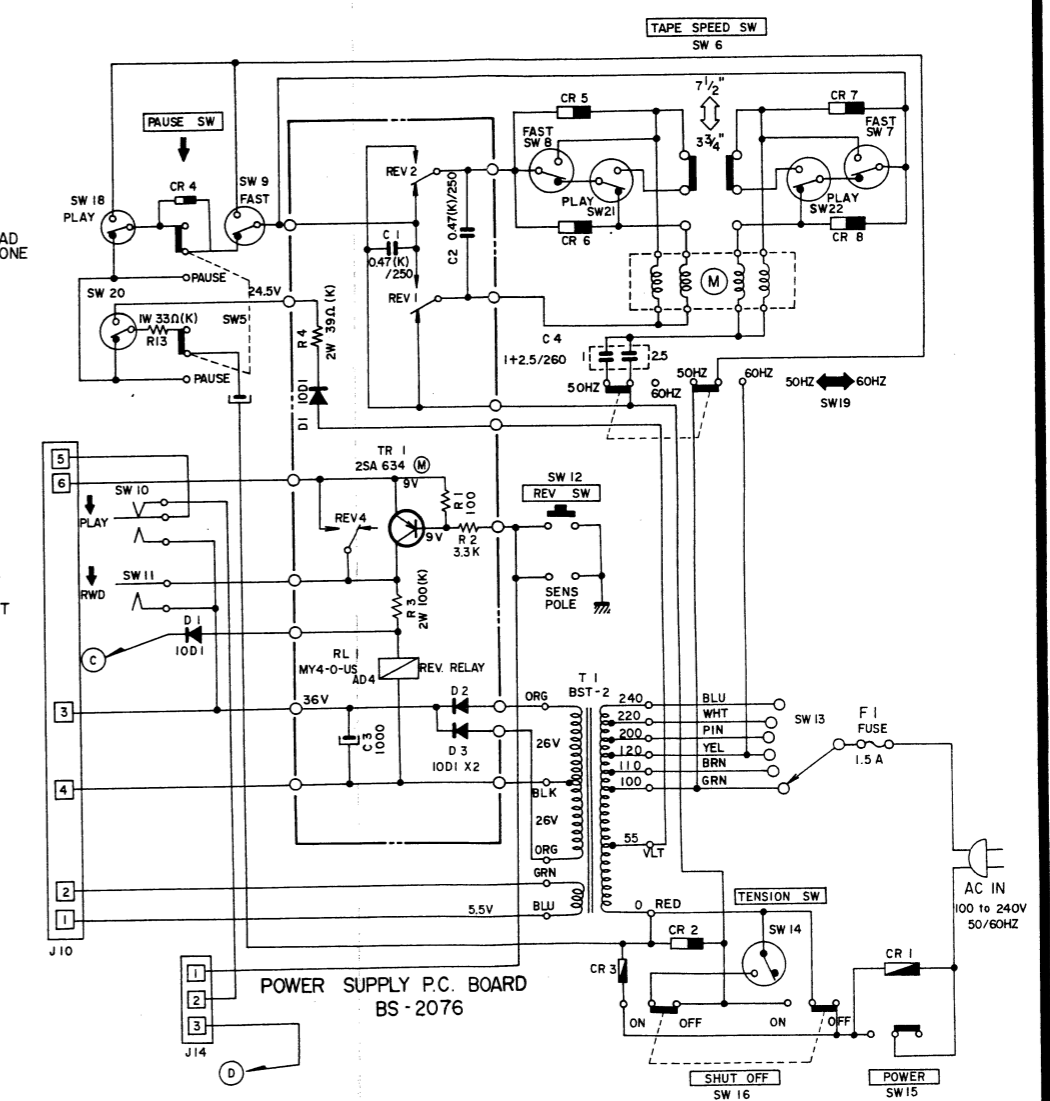 TAPE SPEED SW
SW 6
7 1/2"
3 3/4"
CR 5
CR 7
FAST
SW 8
FAST
SW 7
PLAY
SW21
PLAY
SW22
CR 6
CR 8
M
PAUSE SW
CR 4
SW 18
PLAY
SW 9
FAST
AD
ONE
PAUSE
SW 20
24.5V
1W 33Ω(K)
R13
SW5
PAUSE
REV 2
C 1
0.47(K)
/250
C2 0.47(K)/250
REV 1
R 4
2W 39Ω(K)
D1 10D1
C 4
1+2.5/260
1
2.5
50HZ
60HZ
50HZ
60HZ
50HZ
60HZ
SW19
5
6
SW 10
PLAY
SW 11
RWD
T
D 1
10D1
C
TR 1
2SA 634 M
9V
R 1
100
REV4
9V
R 2
3.3K
SW 12
REV SW
SENS
POLE
R 3
2W 100(K)
RL 1
MY4-0-US
AD4
REV. RELAY
3
36V
C 3
1000
D 2
D 3
10D1 X2
4
ORG
26V
BLK
26V
ORG
GRN
BLU
T 1
BST-2
240
BLU
220
WHT
200
PIN
120
YEL
110
BRN
100
GRN
55
VLT
0
RED
SW 13
F 1
FUSE
1.5 A
AC IN
100 to 240V
50/60HZ
2
1
5.5V
J10
1
2
3
J14
D
POWER SUPPLY P.C. BOARD
BS-2076
TENSION SW
SW 14
CR 2
CR 3
CR 1
ON
OFF
ON
OFF
SHUT OFF
SW 16
POWER
SW15